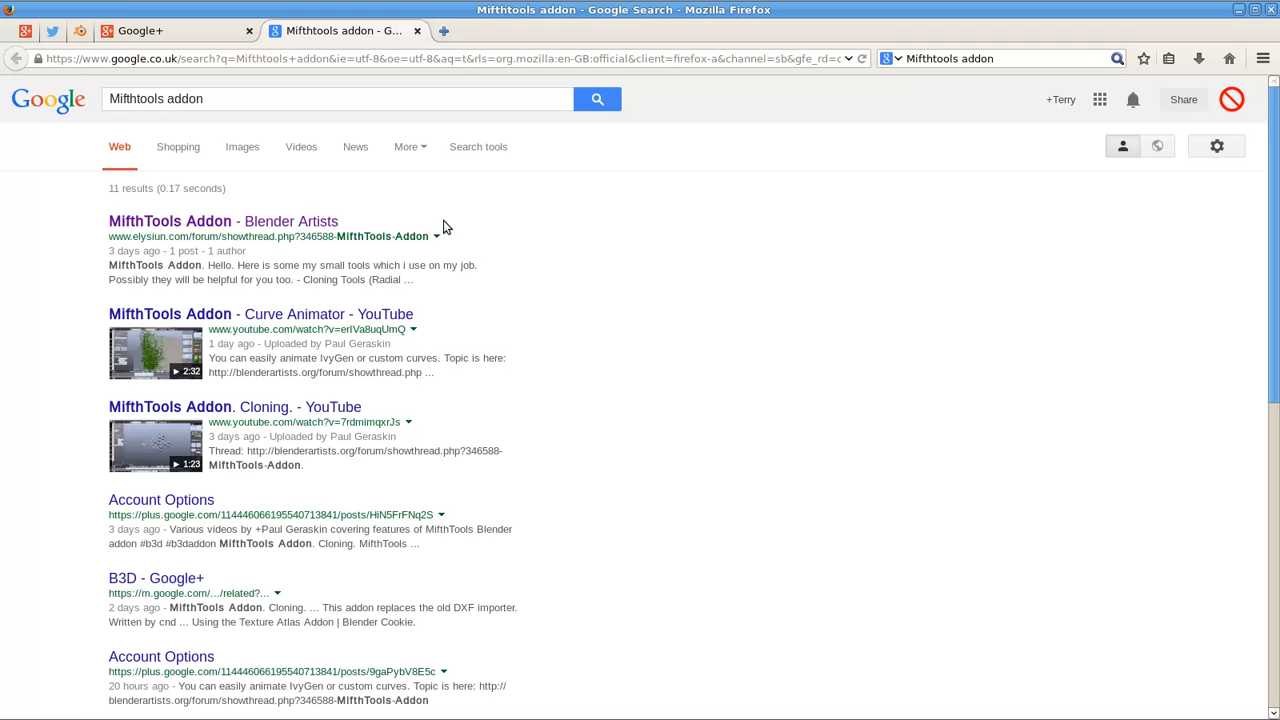 Mifthtools addon - Google Search - Mozilla Firefox
Google+
Mifthtools addon - G...
https://www.google.co.uk/search?q=Mifthtools+addon&ie=utf-8&oe=utf-8&aq=t&rls=org.mozilla:en-GB:official&client=firefox-a&channel=sb&gfe_rd=c
Mifthtools addon
Google
Mifthtools addon
+Terry
Share
Web
Shopping
Images
Videos
News
More
Search tools
11 results (0.17 seconds)
MifthTools Addon - Blender Artists
www.elysiun.com/forum/showthread.php?346588-MifthTools-Addon
3 days ago - 1 post - 1 author
MifthTools Addon. Hello. Here is some my small tools which i use on my job.
Possibly they will be helpful for you too. - Cloning Tools (Radial ...
MifthTools Addon - Curve Animator - YouTube
www.youtube.com/watch?v=erIVa8uqUmQ
1 day ago - Uploaded by Paul Geraskin
You can easily animate IvyGen or custom curves. Topic is here:
http://blenderartists.org/forum/showthread.php ...
2:32
MifthTools Addon. Cloning. - YouTube
www.youtube.com/watch?v=7rdmimqxrJs
3 days ago - Uploaded by Paul Geraskin
Thread: http://blenderartists.org/forum/showthread.php?346588-
MifthTools-Addon.
1:23
Account Options
https://plus.google.com/114446066195540713841/posts/HiN5FrFNq2S
3 days ago - Various videos by +Paul Geraskin covering features of MifthTools Blender
addon #b3d #b3daddon MifthTools Addon. Cloning. MifthTools ...
B3D - Google+
https://m.google.com/.../related?...
2 days ago - MifthTools Addon. Cloning. ... This addon replaces the old DXF importer.
Written by cnd ... Using the Texture Atlas Addon | Blender Cookie.
Account Options
https://plus.google.com/114446066195540713841/posts/9gaPybV8E5c
20 hours ago - You can easily animate IvyGen or custom curves. Topic is here: http://
blenderartists.org/forum/showthread.php?346588-MifthTools-Addon